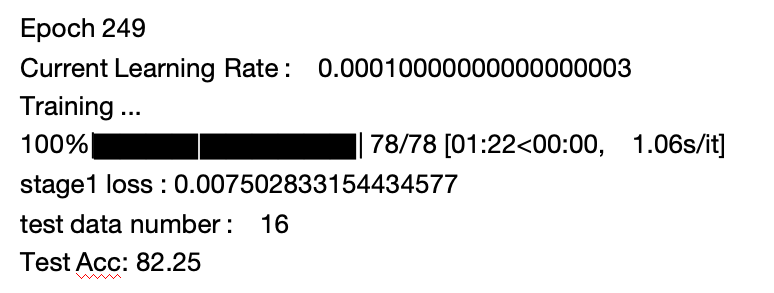 Epoch 249
Current Learning Rate : 0.00010000000000000003
Training ...
100%|██████████| 78/78 [01:22<00:00, 1.06s/it]
stage1 loss : 0.007502833154434577
test data number : 16
Test Acc: 82.25